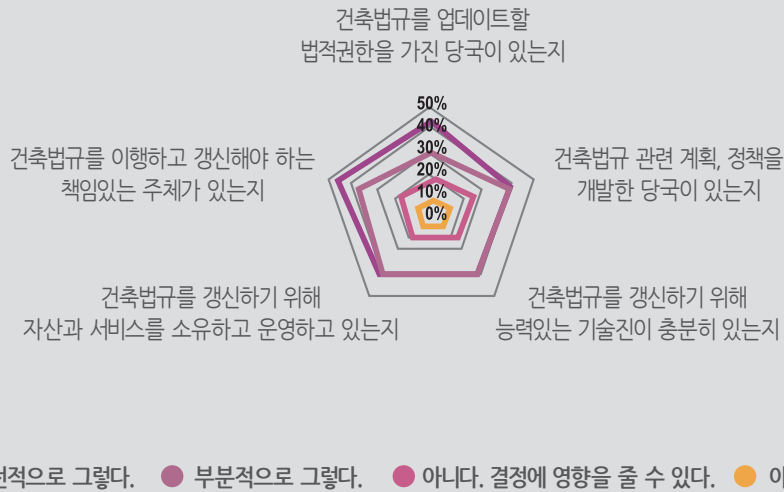 건축법규를 업데이트할
법적권한을 가진 당국이 있는지
50%
40%
30%
20%
10%
0%
건축법규를 이행하고 갱신해야 하는
책임있는 주체가 있는지
건축법규 관련 계획, 정책을
개발한 당국이 있는지
건축법규를 갱신하기 위해
자산과 서비스를 소유하고 운영하고 있는지
건축법규를 갱신하기 위해
능력있는 기술진이 충분히 있는지
전적으로 그렇다. 부분적으로 그렇다. 아니다. 결정에 영향을 줄 수 있다.